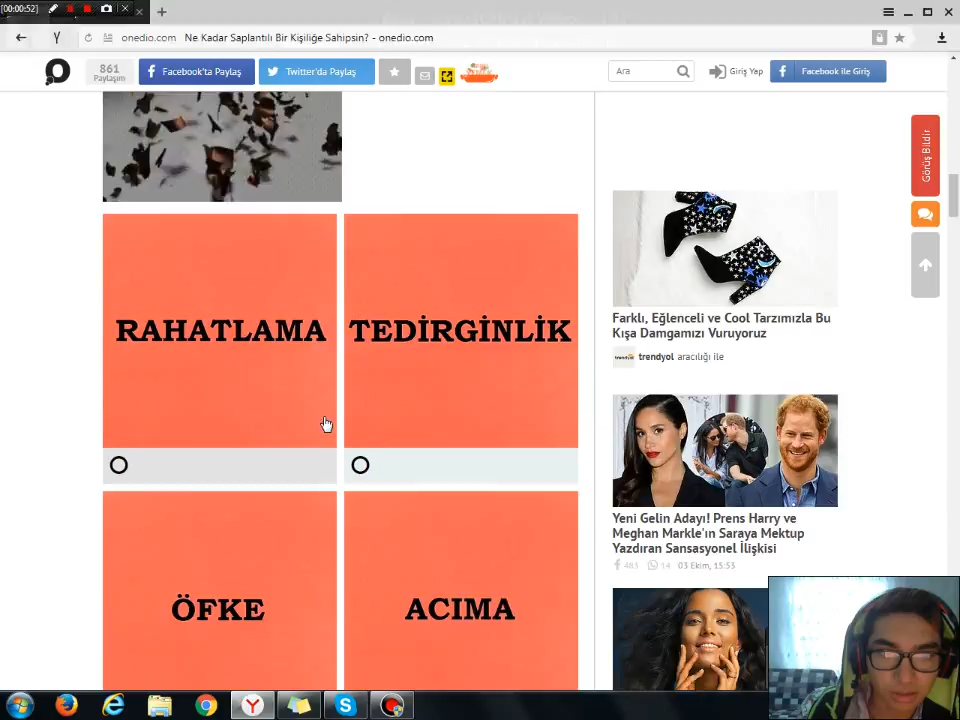 [00:00:52]
onedio.com Ne Kadar Saplantılı Bir Kişiliğe Sahipsin? - onedio.com
861
Paylaşım
Facebook'ta Paylaş
Twitter'da Paylaş
Ara
Giriş Yap
Facebook ile Giriş
Görüş Bildir
RAHATLAMA
TEDİRGİNLİK
ÖFKE
ACIMA
Farklı, Eğlenceli ve Cool Tarzımızla Bu
Kışa Damgamızı Vuruyoruz
trendyol
trendyol aracılığı ile
Yeni Gelin Adayı! Prens Harry ve
Meghan Markle'ın Saraya Mektup
Yazdıran Sansasyonel İlişkisi
483 14 03 Ekim, 15:53